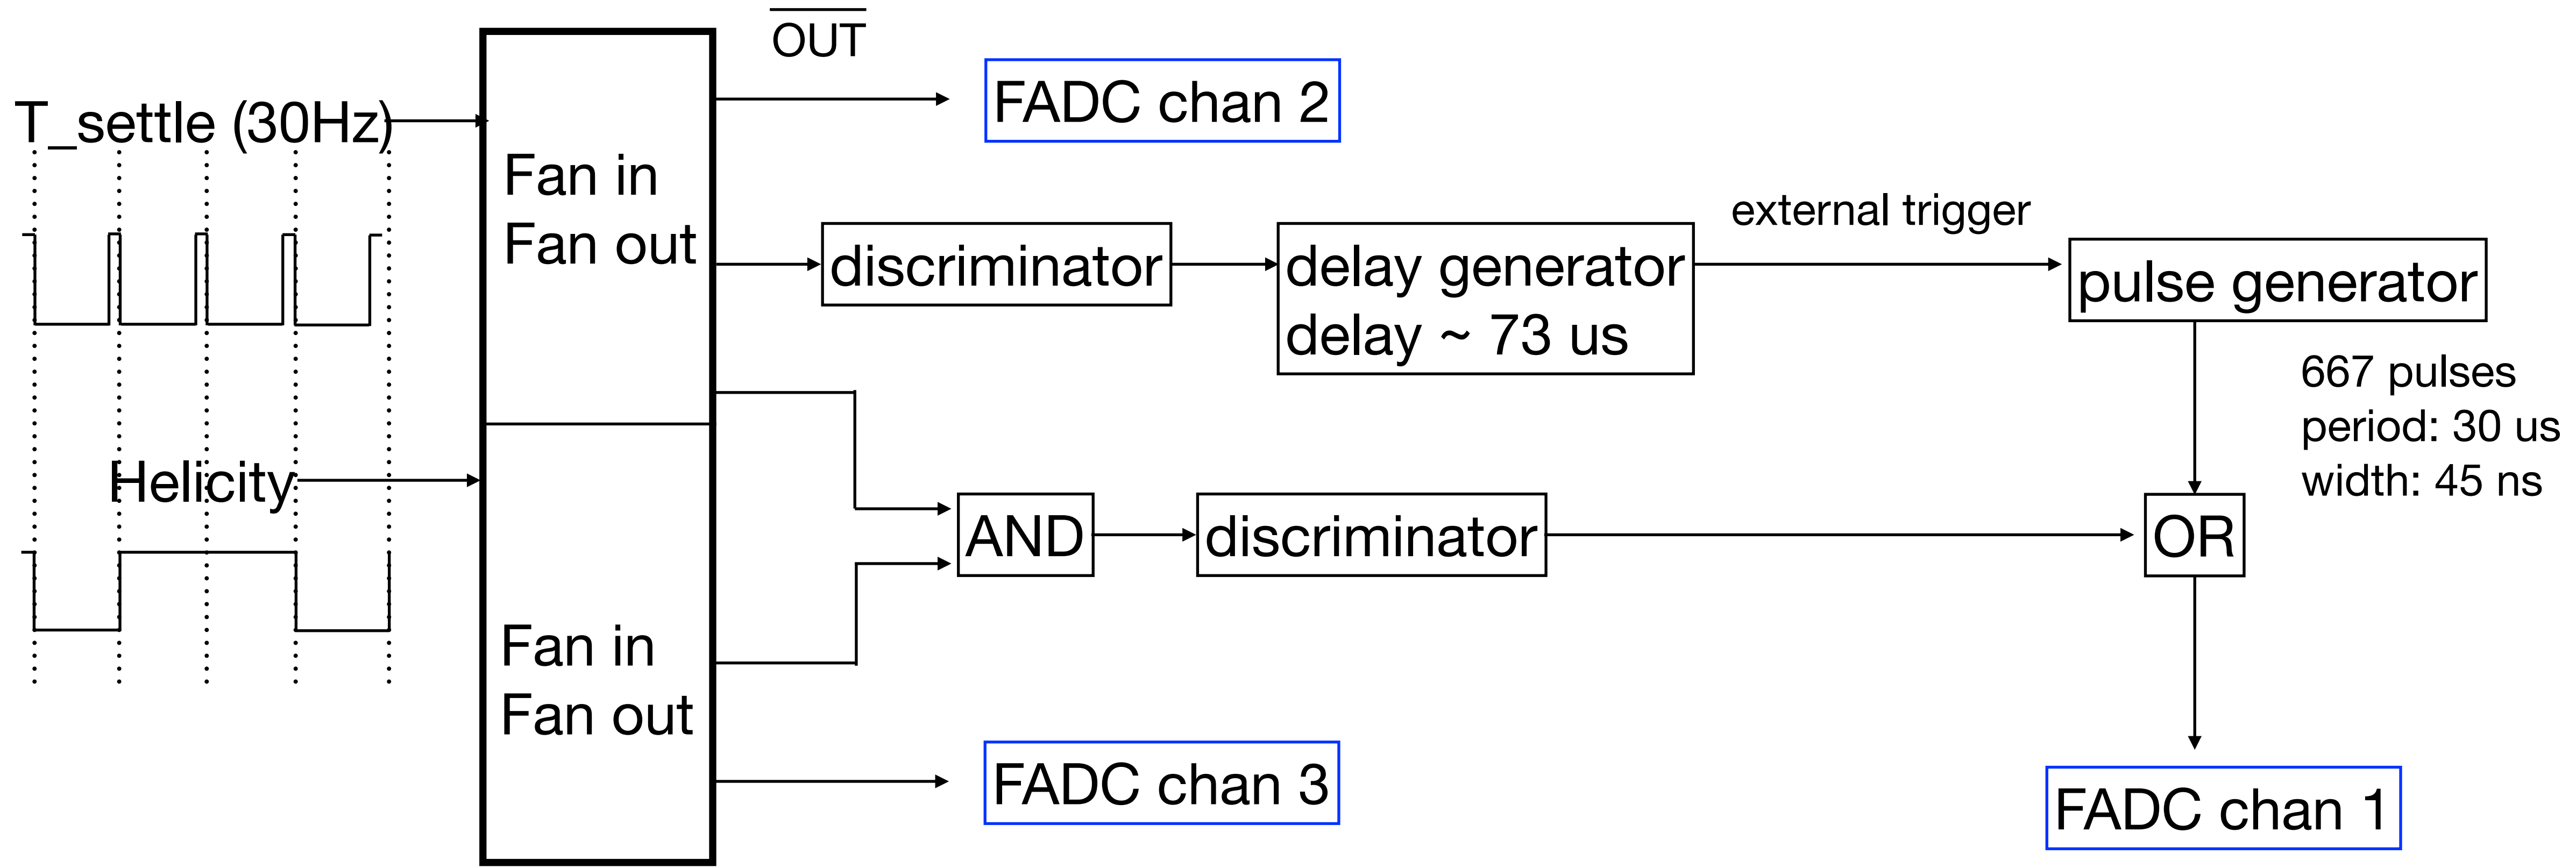 OUT
T_settle (30Hz)
FADC chan 2
Fan in
Fan out
external trigger
discriminator
delay generator
delay ~ 73 us
pulse generator
667 pulses
period: 30 us
width: 45 ns
Helicity
AND
discriminator
OR
Fan in
Fan out
FADC chan 3
FADC chan 1